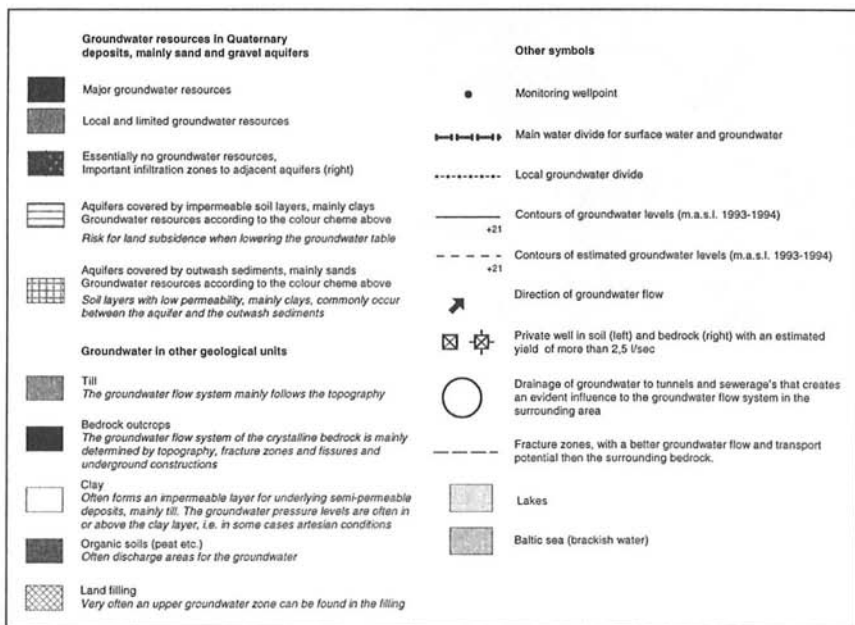 Groundwater resources in Quaternary
deposits, mainly sand and gravel aquifers
Major groundwater resources
Local and limited groundwater resources
Essentially no groundwater resources,
Important infiltration zones to adjacent aquifers (right)
Aquifers covered by impermeable soil layers, mainly clays
Groundwater resources according to the colour cheme above
Risk for land subsidence when lowering the groundwater table
Aquifers covered by outwash sediments, mainly sands
Groundwater resources according to the colour cheme above
Soil layers with low permeability, mainly clays, commonly occur
between the aquifer and the outwash sediments
Groundwater in other geological units
Till
The groundwater flow system mainly follows the topography
Bedrock outcrops
The groundwater flow system of the crystalline bedrock is mainly
determined by topography, fracture zones and fissures and
underground constructions
Clay
Often forms an impermeable layer for underlying semi-permeable
deposits, mainly till. The groundwater pressure levels are often in
or above the clay layer, i.e. in some cases artesian conditions
Organic soils (peat etc.)
Often discharge areas for the groundwater
Land filling
Very often an upper groundwater zone can be found in the filling
Other symbols
Monitoring wellpoint
Main water divide for surface water and groundwater
Local groundwater divide
Contours of groundwater levels (m.a.s.l. 1993-1994)
+21
Contours of estimated groundwater levels (m.a.s.l. 1993-1994)
+21
Direction of groundwater flow
Private well in soil (left) and bedrock (right) with an estimated
yield of more than 2,5 l/sec
Drainage of groundwater to tunnels and sewerage's that creates
an evident influence to the groundwater flow system in the
surrounding area
Fracture zones, with a better groundwater flow and transport
potential then the surrounding bedrock.
Lakes
Baltic sea (brackish water)